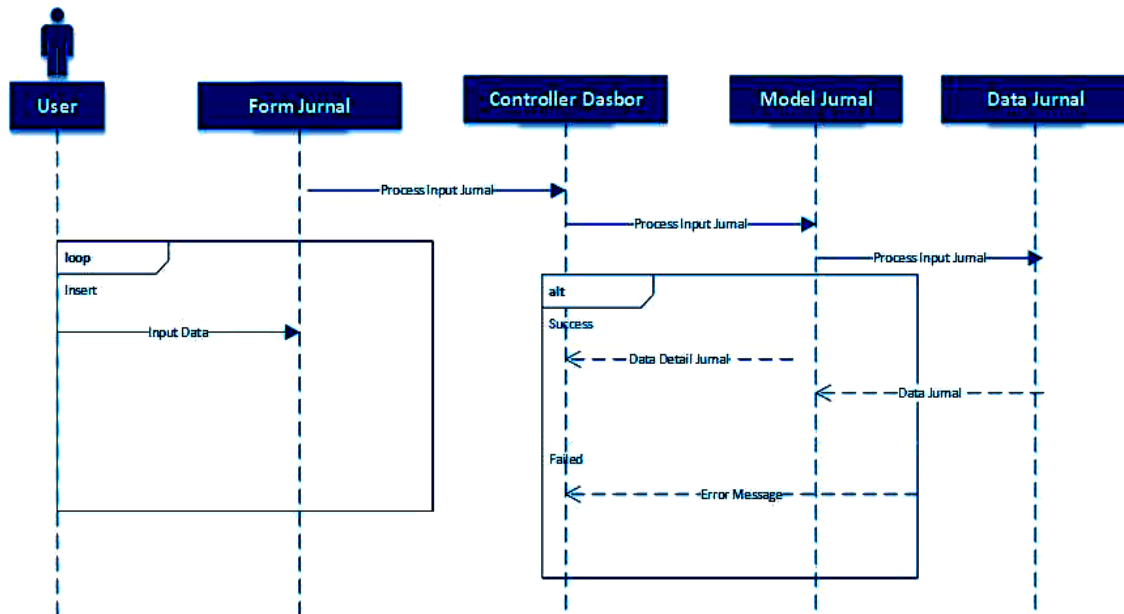 User
Form Jurnal
Controller Dasbor
Model Jurnal
Data Jurnal
Process Input Jurnal
Process Input Jurnal
Process Input Jurnal
loop
Insert
alt
Success
Input Data
Data Detail Jurnal
Data Jurnal
Failed
Error Message